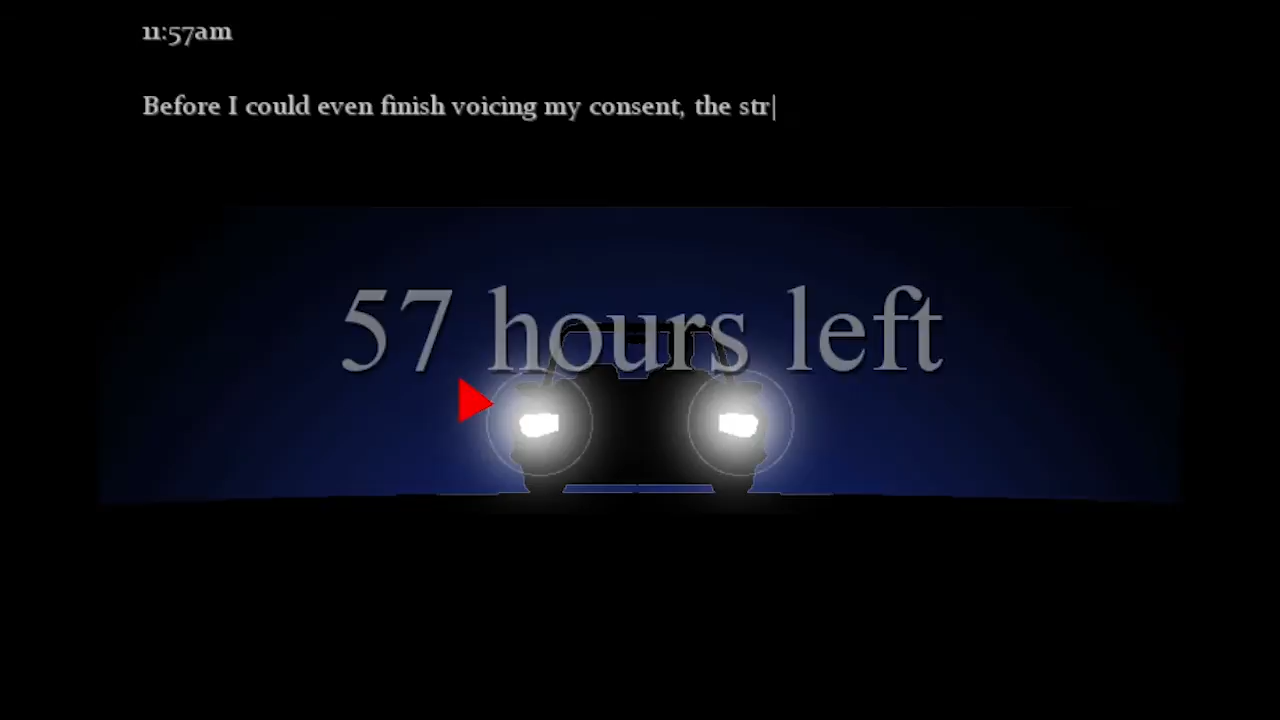 11:57am
Before I could even finish voicing my consent, the str
57 hours left